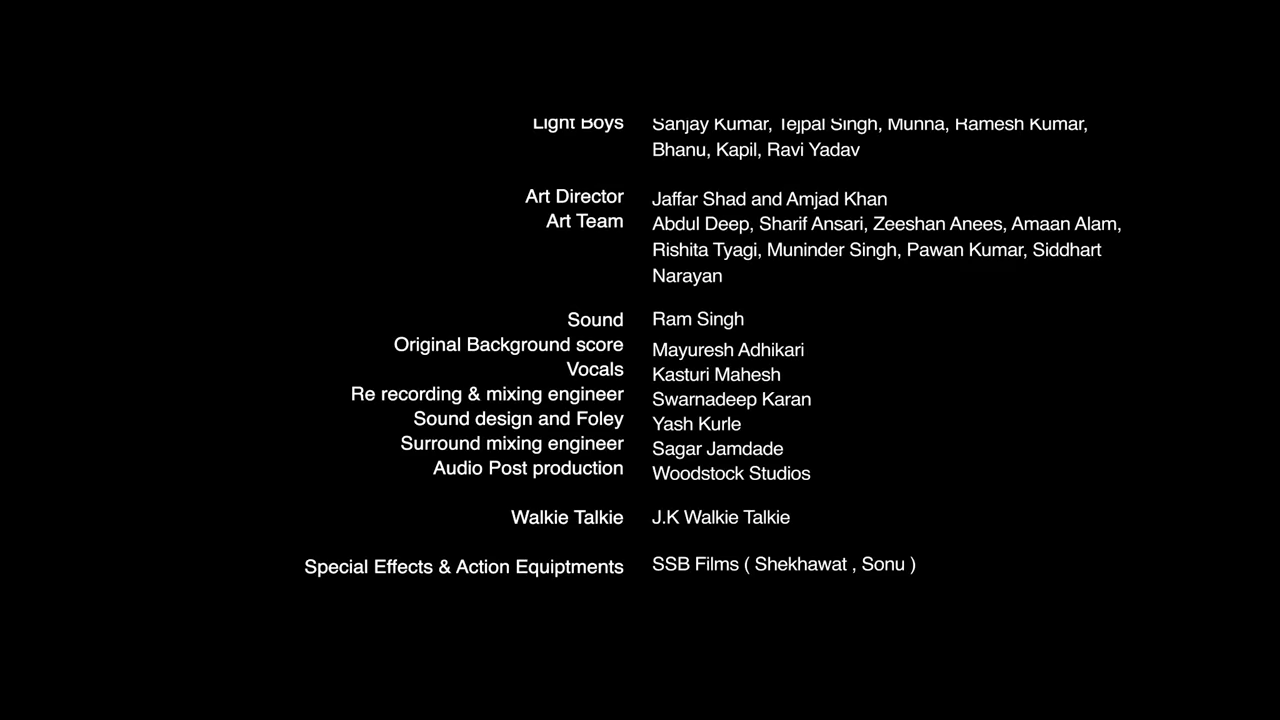 Light Boys Sanjay Kumar, Tejpal Singh, Munna, Ramesh Kumar,
Bhanu, Kapil, Ravi Yadav
Art Director Jaffar Shad and Amjad Khan
Art Team Abdul Deep, Sharif Ansari, Zeeshan Anees, Amaan Alam,
Rishita Tyagi, Muninder Singh, Pawan Kumar, Siddhart
Narayan
Sound Ram Singh
Original Background score Mayuresh Adhikari
Vocals Kasturi Mahesh
Re recording & mixing engineer Swarnadeep Karan
Sound design and Foley Yash Kurle
Surround mixing engineer Sagar Jamdade
Audio Post production Woodstock Studios
Walkie Talkie J.K Walkie Talkie
Special Effects & Action Equiptments SSB Films ( Shekhawat , Sonu )